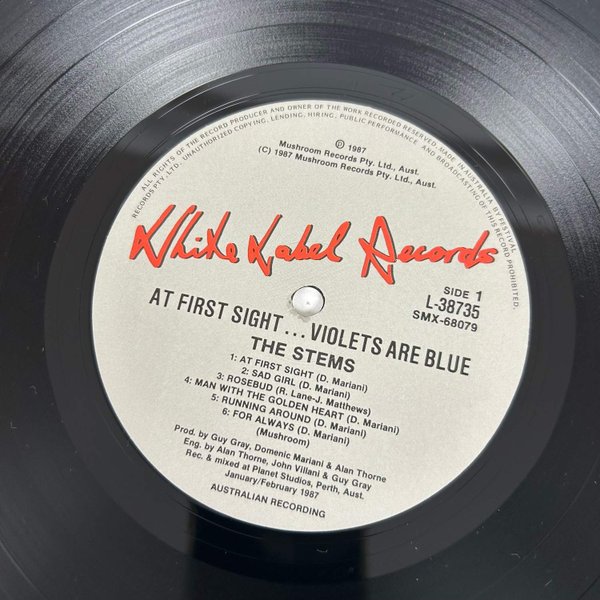 ALL RIGHTS OF THE RECORD PRODUCER AND OWNER OF THE WORK RECORDED RESERVED. MADE IN AUSTRALIA BY FESTIVAL
RECORDS PTY. LTD. UNAUTHORIZED COPYING, LENDING, HIRING, PUBLIC PERFORMANCE AND BROADCASTING OF THIS RECORD PROHIBITED.
Ⓟ 1987
Mushroom Records Pty. Ltd., Aust.
(C) 1987 Mushroom Records Pty. Ltd., Aust.
White Label Records
SIDE 1
L-38735
SMX-68079
AT FIRST SIGHT... VIOLETS ARE BLUE
THE STEMS
1: AT FIRST SIGHT (D. Mariani)
2: SAD GIRL (D. Mariani)
3: ROSEBUD (R. Lane-J. Matthews)
4: MAN WITH THE GOLDEN HEART (D. Mariani)
5: RUNNING AROUND (D. Mariani)
6: FOR ALWAYS (D. Mariani)
(Mushroom)
Prod. by Guy Gray, Domenic Mariani & Alan Thorne
Eng. by Alan Thorne, John Villani & Guy Gray
Rec. & mixed at Planet Studios, Perth, Aust.
January/February 1987
AUSTRALIAN RECORDING